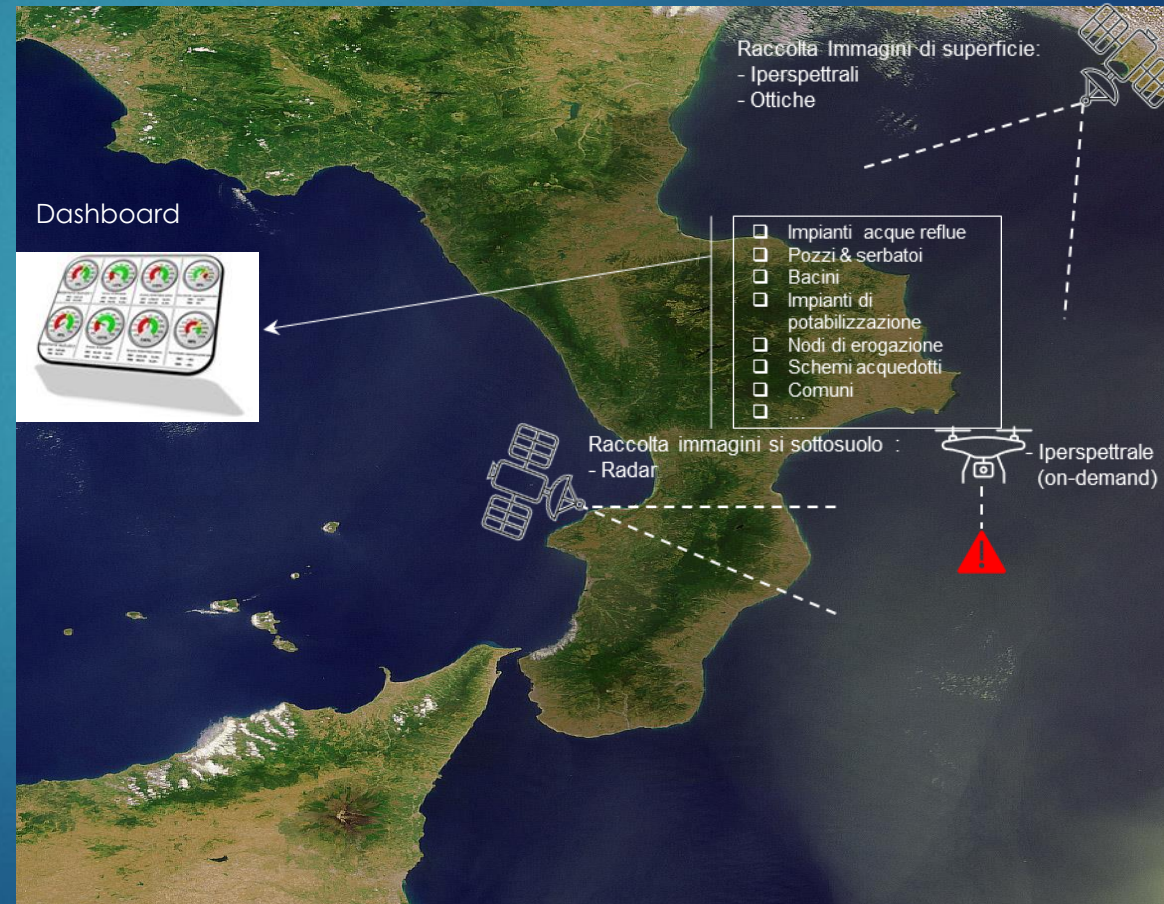 Raccolta Immagini di superficie:
- Iperspettrali
- Ottiche
Dashboard
❑ Impianti acque reflue
❑ Pozzi & serbatoi
❑ Bacini
❑ Impianti di
potabilizzazione
❑ Nodi di erogazione
❑ Schemi acquedotti
❑ Comuni
❑ ...
Raccolta immagini si sottosuolo :
- Radar
- Iperspettrale
(on-demand)